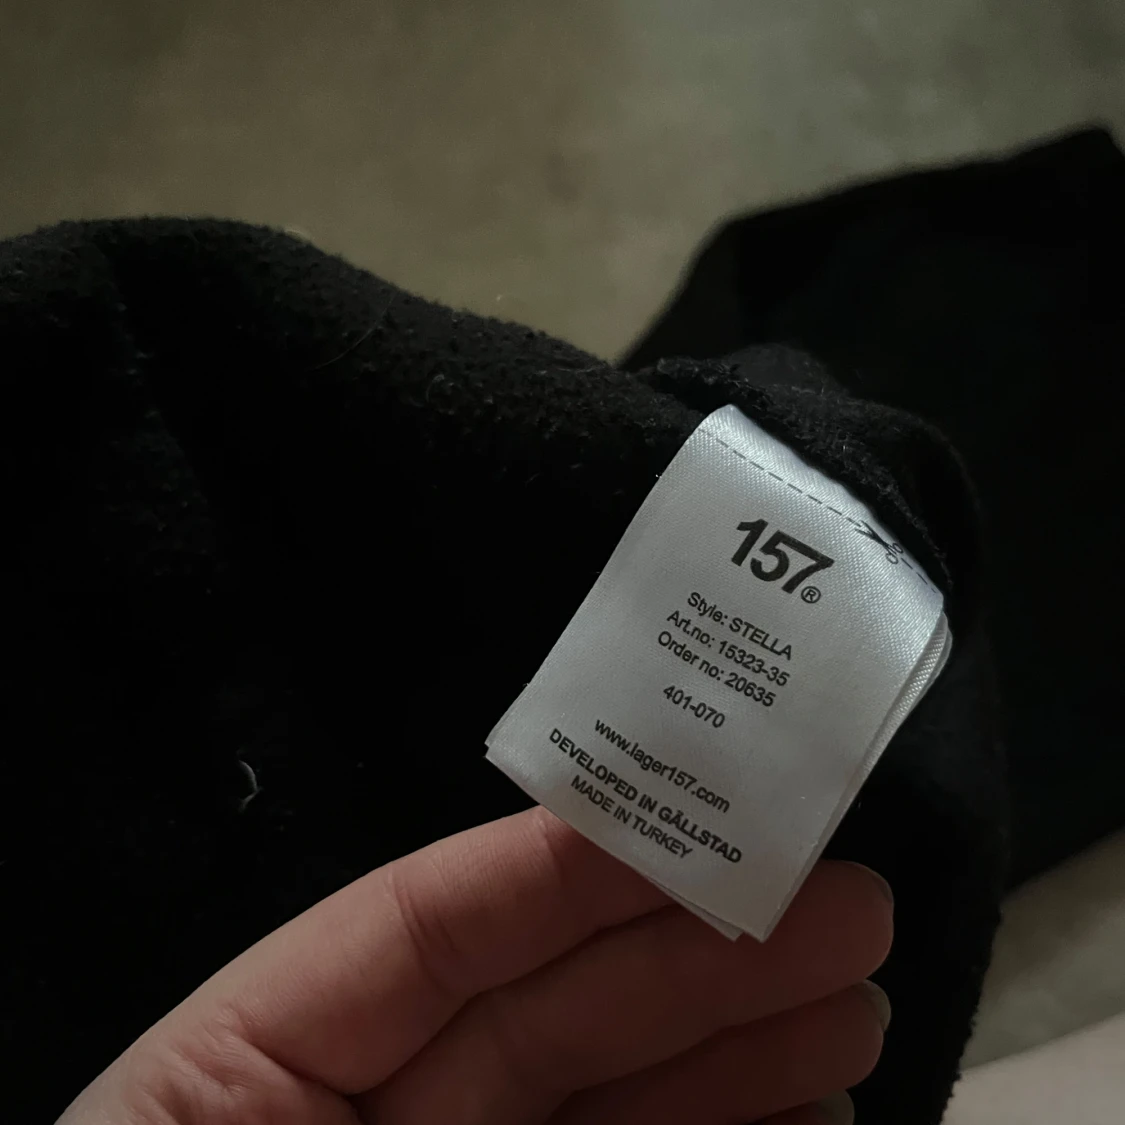 157®
Style: STELLA
Art.no: 15323-35
Order no: 20635
401-070
www.lager157.com
DEVELOPED IN GÄLLSTAD
MADE IN TURKEY